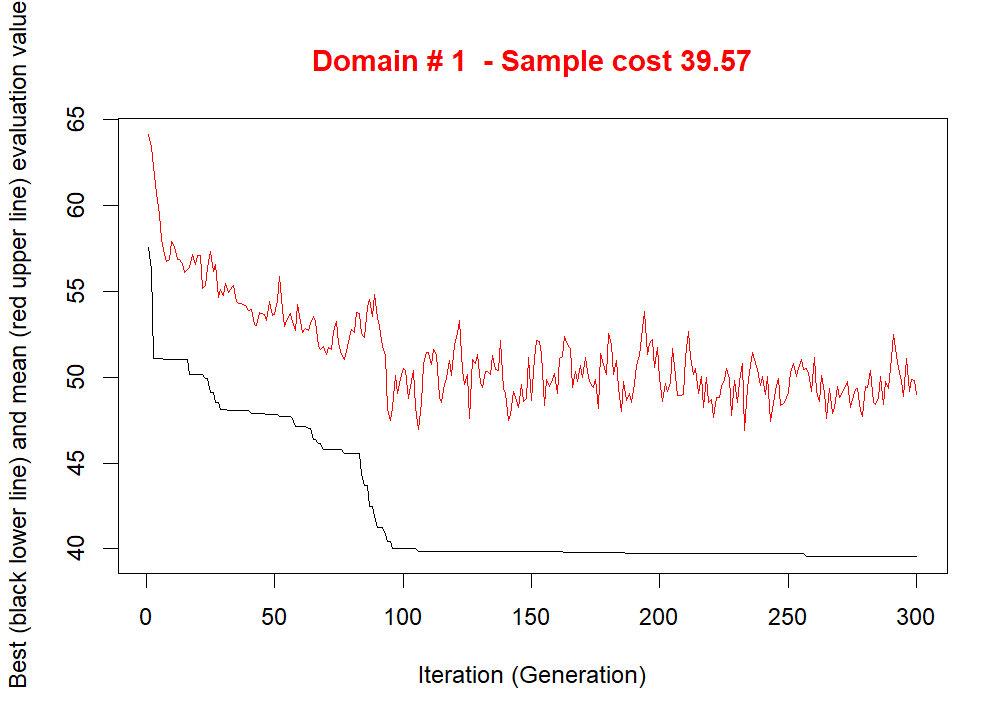 Domain # 1  - Sample cost 39.57
Best (black lower line) and mean (red upper line) evaluation value
65
60
55
50
45
40
0 50 100 150 200 250 300
Iteration (Generation)